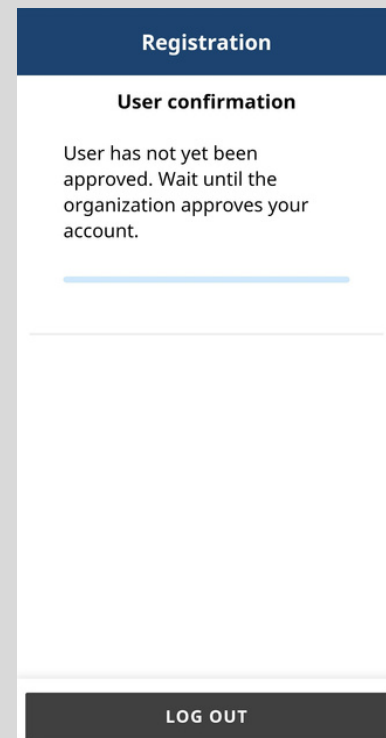 Registration
User confirmation
User has not yet been
approved. Wait until the
organization approves your
account.
LOG OUT